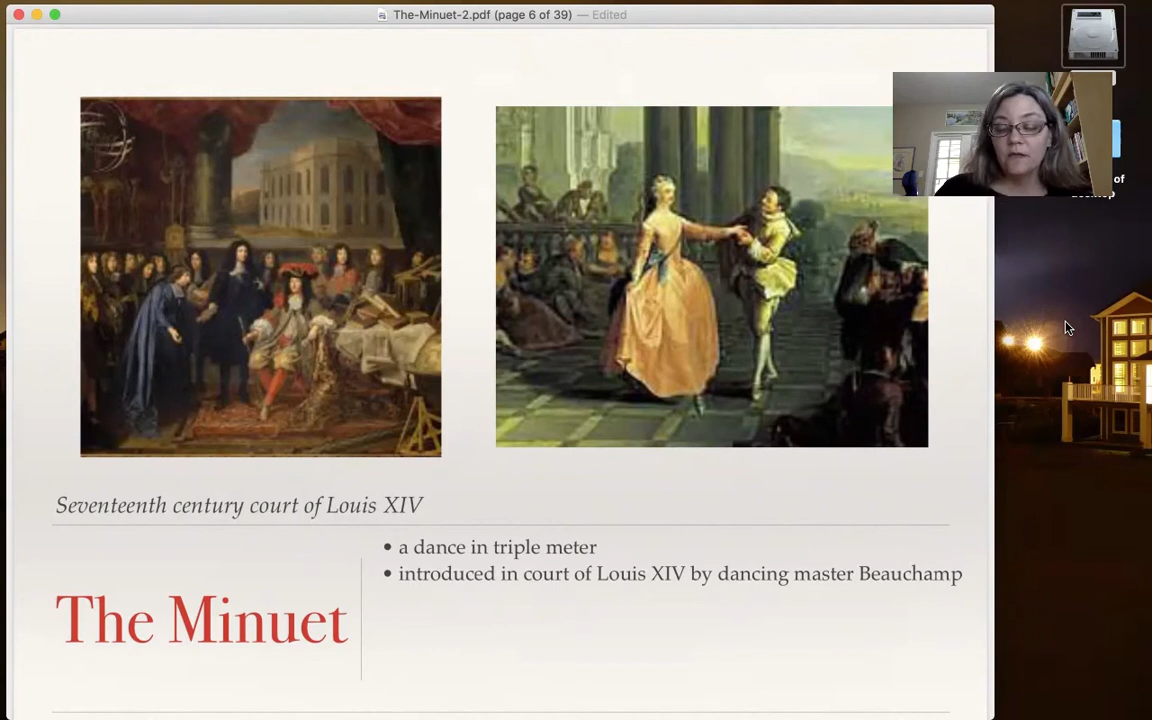 The-Minuet-2.pdf (page 6 of 39) — Edited
of
Seventeenth century court of Louis XIV
• a dance in triple meter
• introduced in court of Louis XIV by dancing master Beauchamp
The Minuet